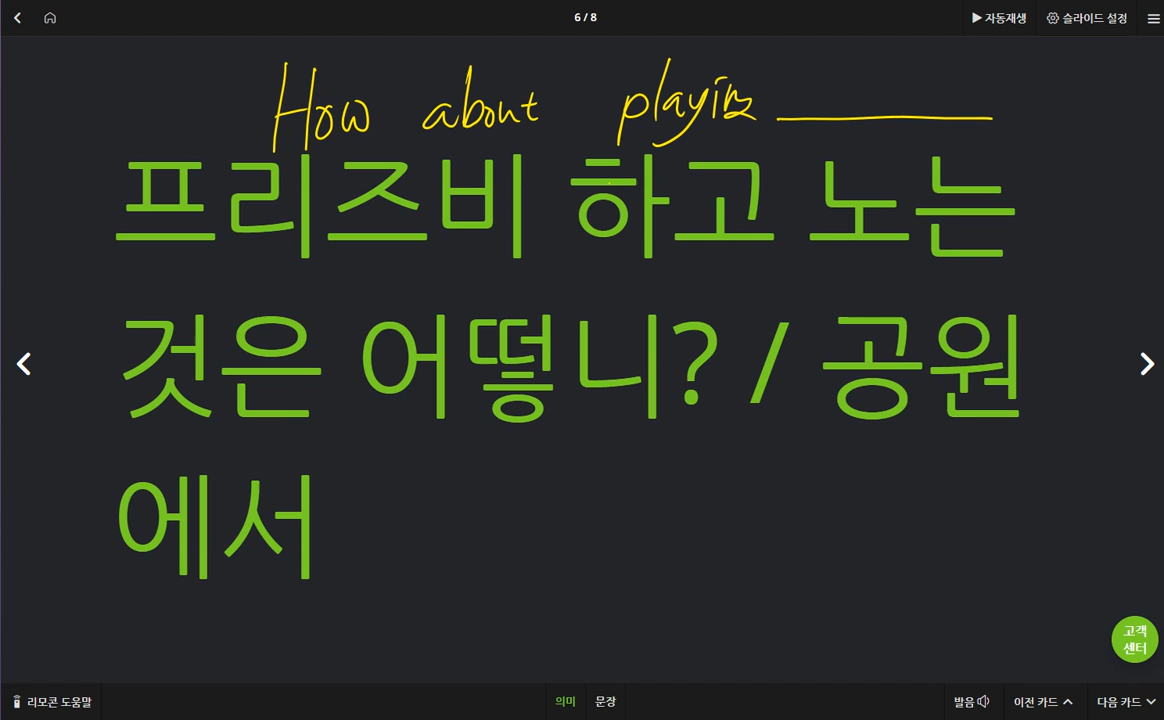 6 / 8
자동재생
슬라이드 설정
How about playing
프리즈비 하고 노는
것은 어떻니? / 공원
에서
고객
센터
리모콘 도움말
의미
문장
발음
이전 카드
다음 카드